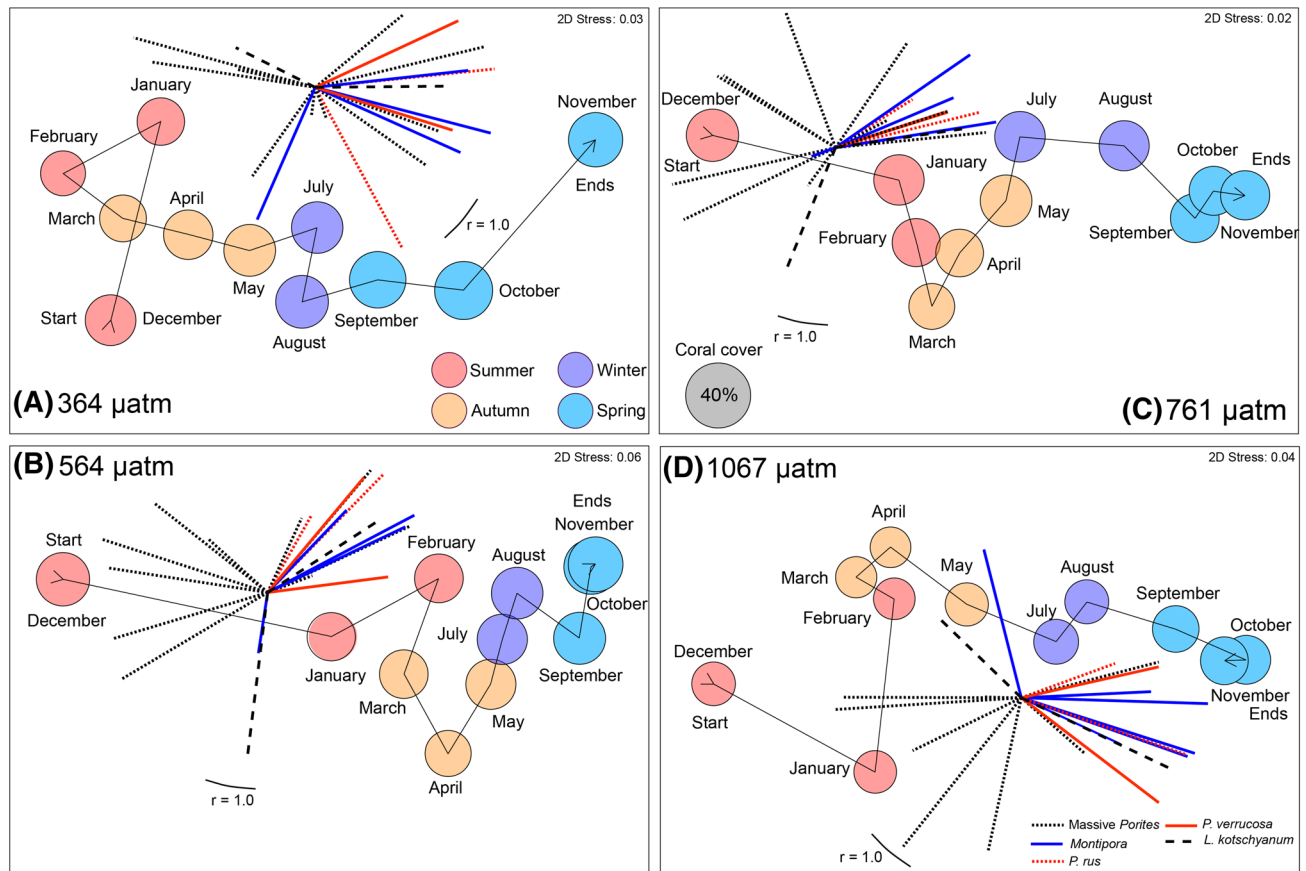 2D Stress: 0.03
January
February
March
April
May
July
August
September
October
November
Ends
Start
December
r = 1.0
Summer
Winter
Autumn
Spring
(A) 364 µatm
2D Stress: 0.02
December
Start
January
February
March
April
May
July
August
October
Ends
September
November
r = 1.0
Coral cover
40%
(C) 761 µatm
(B) 564 µatm
2D Stress: 0.06
Start
December
January
February
March
April
May
July
August
Ends
November
October
September
r = 1.0
(D) 1067 µatm
2D Stress: 0.04
April
March
February
May
August
July
September
October
November
Ends
December
Start
January
r = 1.0
Massive Porites
P. verrucosa
Montipora
L. kotschyanum
P. rus